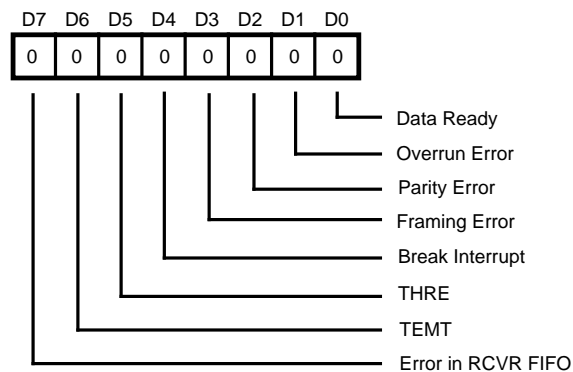 D7 D6 D5 D4 D3 D2 D1 D0
0 0 0 0 0 0 0 0
Data Ready
Overrun Error
Parity Error
Framing Error
Break Interrupt
THRE
TEMT
Error in RCVR FIFO